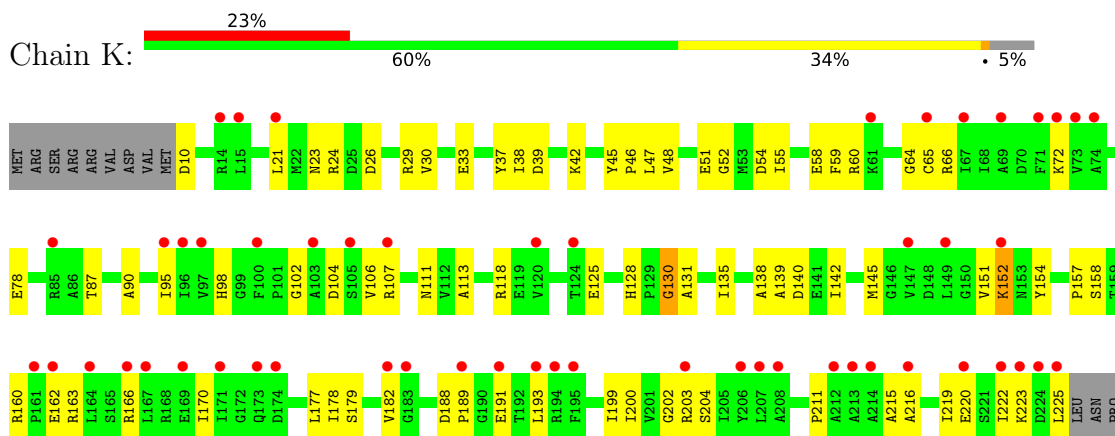 23%
Chain K:
60% 34% • 5%
MET ARG SER ARG ARG VAL ASP VAL MET D10 R14 L15 L21 M22 N23 R24 D25 D26 R29 V30 E33 Y37 I38 D39 K42 Y45 P46 L47 V48 E51 G52 M53 D54 I55 E58 F59 R60 K61 G64 C65 R66 I67 I68 A69 D70 F71 K72 V73 A74
E78 R85 A86 T87 A90 I95 I96 V97 H98 G99 F100 P101 G102 A103 D104 S105 V106 R107 N111 V112 A113 R118 E119 V120 T124 E125 H128 P129 G130 A131 I135 A138 A139 D140 E141 I142 M145 G146 V147 D148 L149 G150 V151 K152 N153 Y154 P157 S158 T159
R160 P161 E162 R163 L164 S165 R166 L167 R168 E169 I170 I171 G172 Q173 D174 L177 I178 S179 V182 G183 D188 P189 G190 E191 T192 L193 R194 F195 I199 I200 V201 G202 R203 S204 I205 Y206 L207 A208 P211 A212 A213 A214 A215 A216 I219 E220 S221 I222 K223 D224 L225 LEU ASN PRO